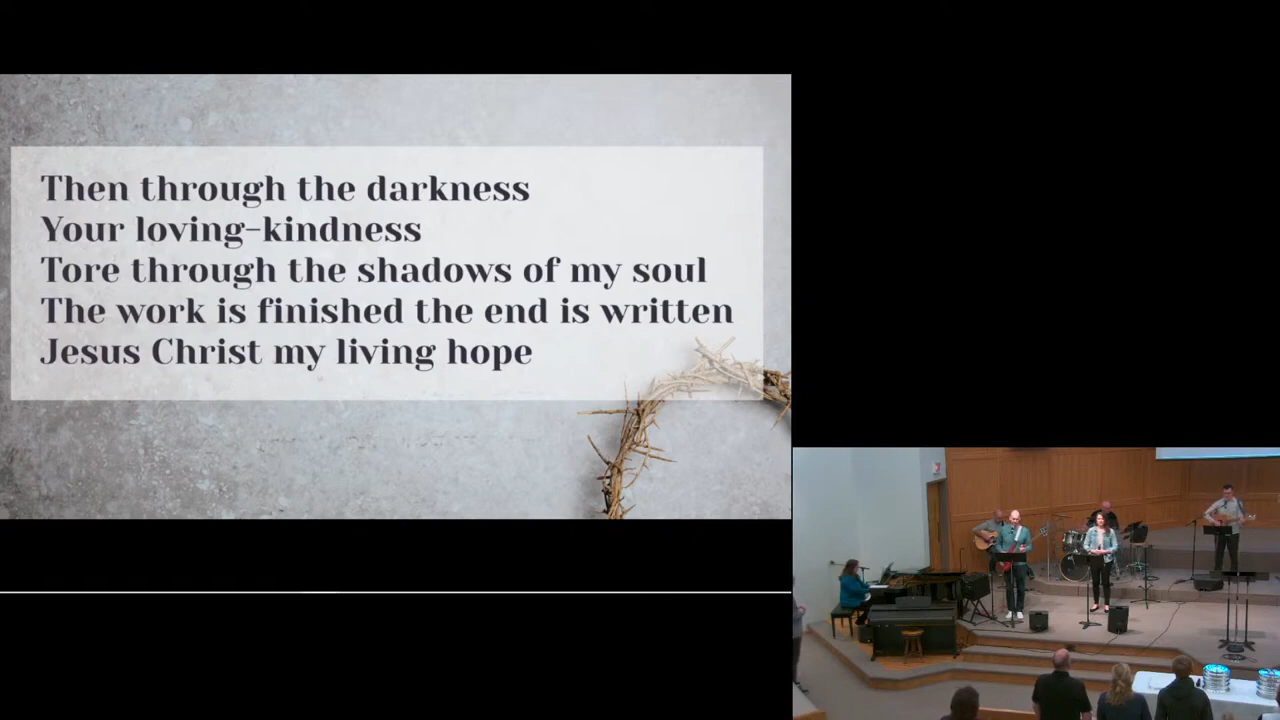 Then through the darkness
Your loving-kindness
Tore through the shadows of my soul
The work is finished the end is written
Jesus Christ my living hope